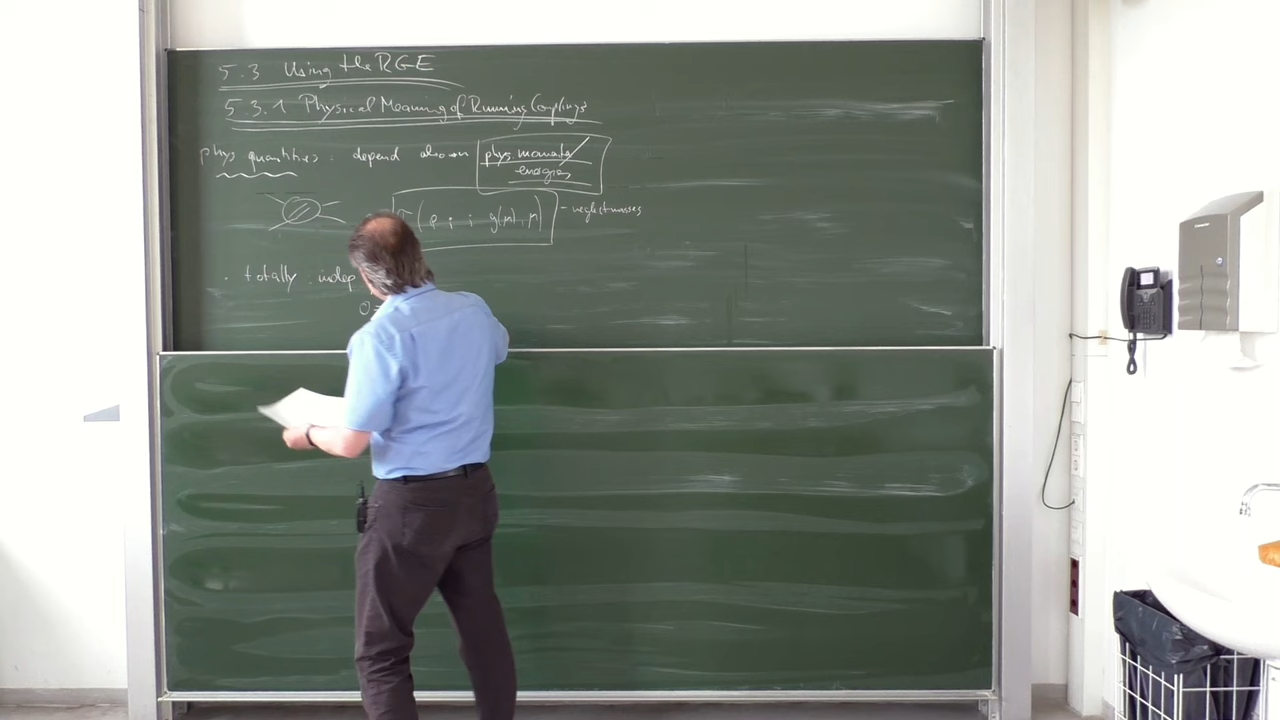 5.3 Using the RGE
5.3.1 Physical Meaning of Running Couplings
phys. quantities: depend also on phys. momenta/
energies
(Q ; ; g(μ), μ) - neglect masses
· totally indep
0=